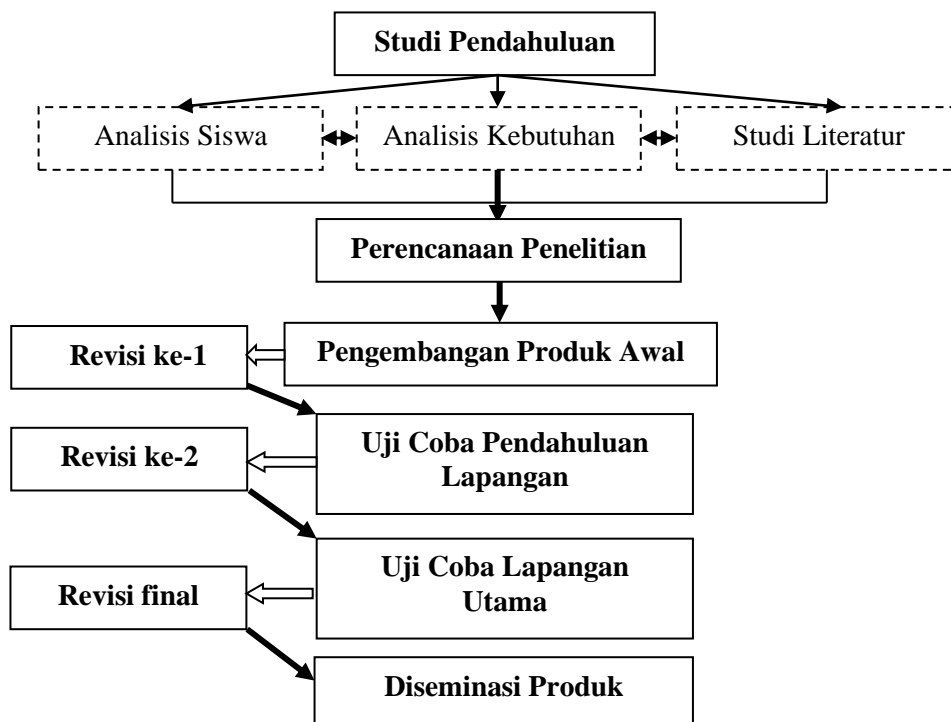 Studi Pendahuluan
Analisis Siswa
Analisis Kebutuhan
Studi Literatur
Perencanaan Penelitian
Pengembangan Produk Awal
Revisi ke-1
Uji Coba Pendahuluan
Lapangan
Revisi ke-2
Uji Coba Lapangan
Utama
Revisi final
Diseminasi Produk